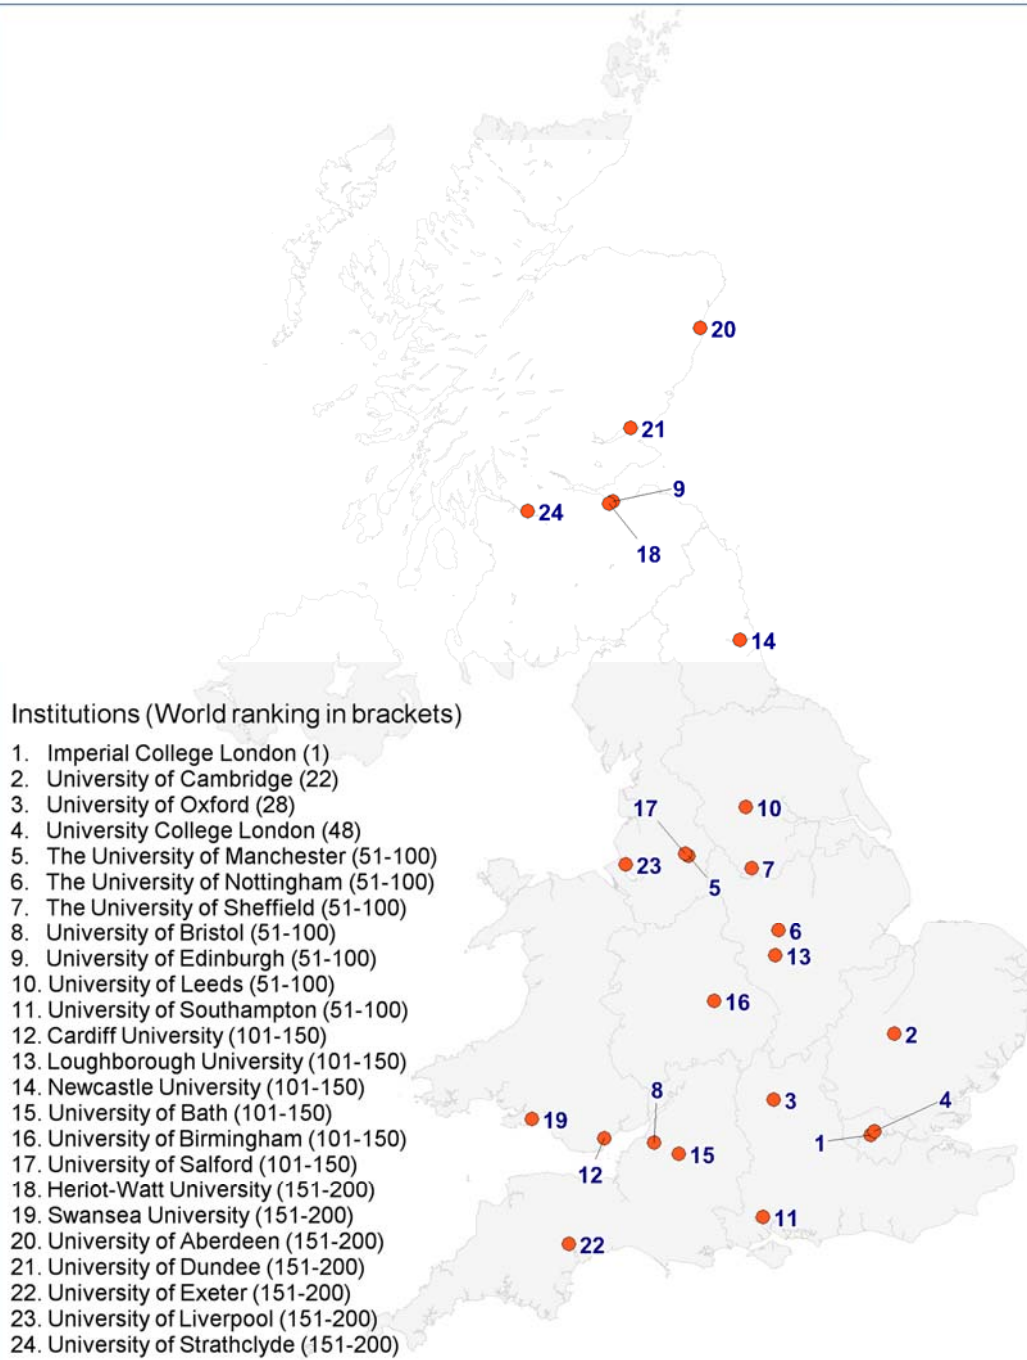 20
21
9
24
18
14
Institutions (World ranking in brackets)
1. Imperial College London (1)
2. University of Cambridge (22)
3. University of Oxford (28)
4. University College London (48)
5. The University of Manchester (51-100)
6. The University of Nottingham (51-100)
7. The University of Sheffield (51-100)
8. University of Bristol (51-100)
9. University of Edinburgh (51-100)
10. University of Leeds (51-100)
11. University of Southampton (51-100)
12. Cardiff University (101-150)
13. Loughborough University (101-150)
14. Newcastle University (101-150)
15. University of Bath (101-150)
16. University of Birmingham (101-150)
17. University of Salford (101-150)
18. Heriot-Watt University (151-200)
19. Swansea University (151-200)
20. University of Aberdeen (151-200)
21. University of Dundee (151-200)
22. University of Exeter (151-200)
23. University of Liverpool (151-200)
24. University of Strathclyde (151-200)
17
10
23
7
5
6
13
16
2
8
3
4
19
1
12
15
11
22